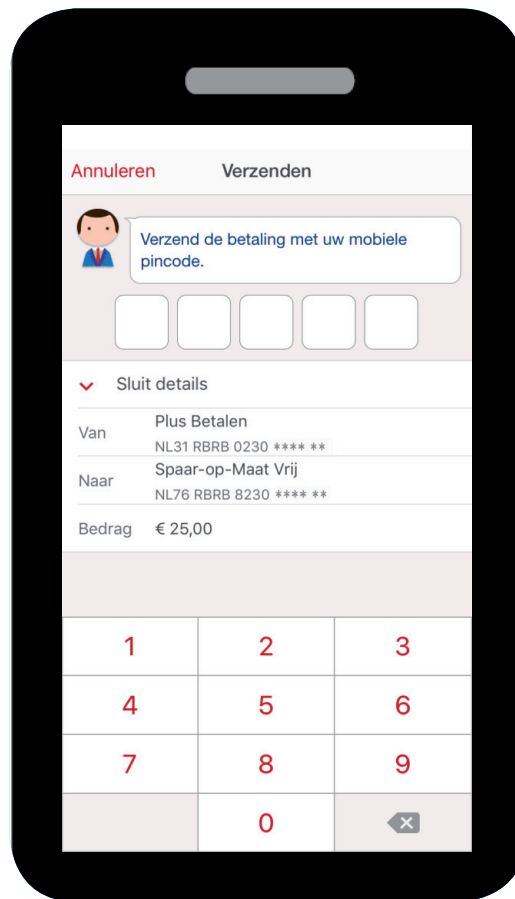 Annuleren Verzenden
Verzend de betaling met uw mobiele
pincode.
Sluit details
Van Plus Betalen
NL31 RBRB 0230 **** **
Naar Spaar-op-Maat Vrij
NL76 RBRB 8230 **** **
Bedrag € 25,00
1 2 3
4 5 6
7 8 9
0